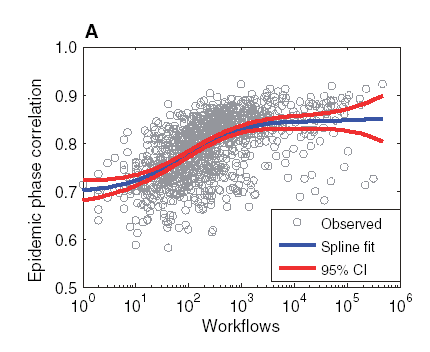 A
Epidemic phase correlation
1.0
0.9
0.8
0.7
0.6
0.5
Observed
Spline fit
95% CI
10^0 10^1 10^2 10^3 10^4 10^5 10^6
Workflows